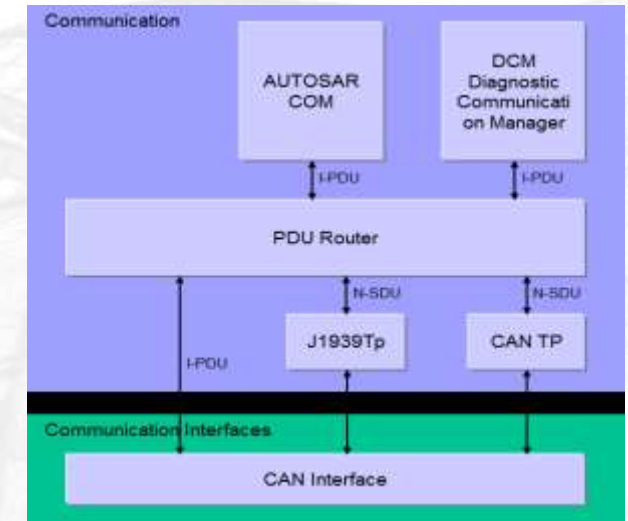 Communication
AUTOSAR
COM
DCM
Diagnostic
Communicati
on Manager
I-PDU
I-PDU
PDU Router
N-SDU
N-SDU
J1939Tp
CAN TP
I-PDU
Communication Interfaces
CAN Interface